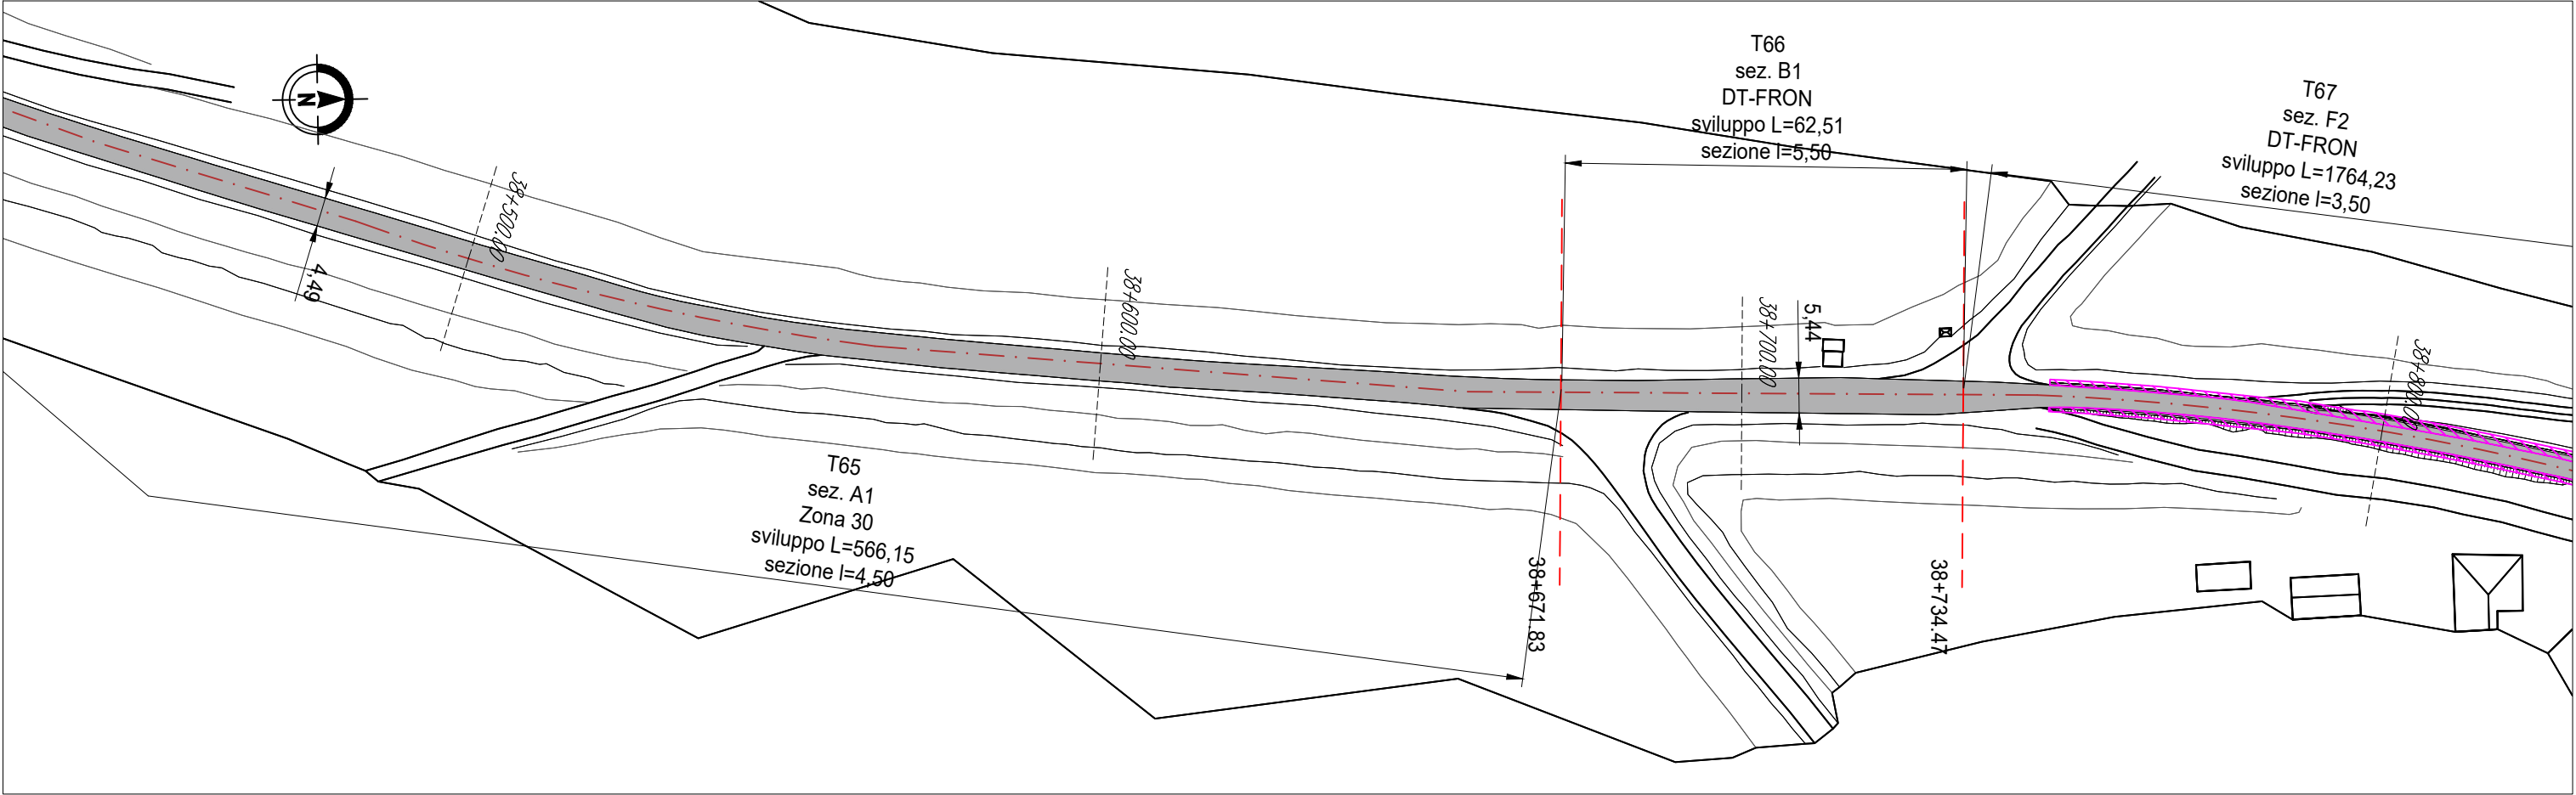 N
T66
sez. B1
DT-FRON
sviluppo L=62,51
sezione l=5,50
T67
sez. F2
DT-FRON
sviluppo L=1764,23
sezione l=3,50
4,49
38+500.00
38+600.00
38+700.00
5,44
38+800.00
T65
sez. A1
Zona 30
sviluppo L=566,15
sezione l=4,50
38+671.83
38+734.47